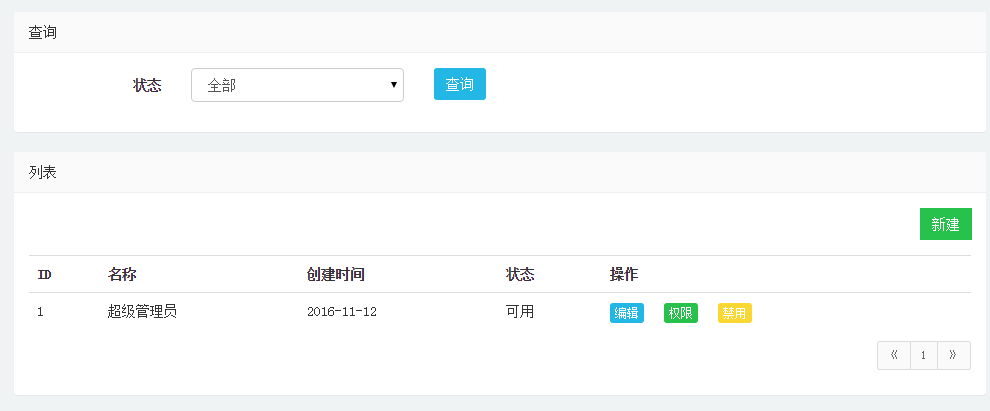 查询
状态 全部 查询
列表
新建
ID 名称 创建时间 状态 操作
1 超级管理员 2016-11-12 可用 编辑 权限 禁用
《 1 》